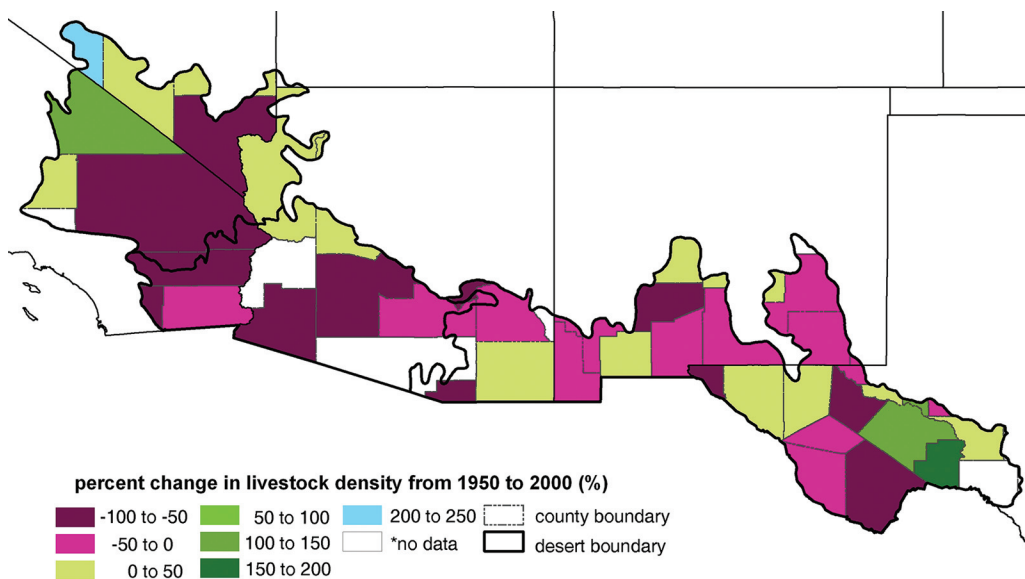 percent change in livestock density from 1950 to 2000 (%)
-100 to -50 50 to 100 200 to 250 county boundary
-50 to 0 100 to 150 *no data desert boundary
0 to 50 150 to 200